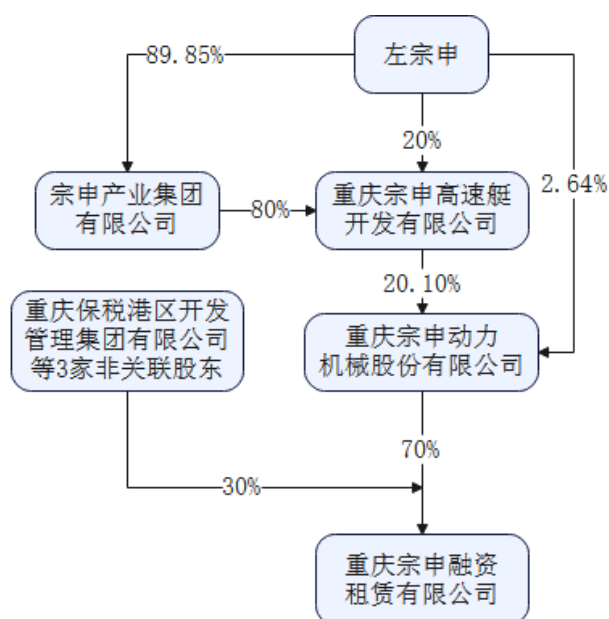 左宗申
89.85%
20%
2.64%
宗申产业集团
有限公司
80%
重庆宗申高速艇
开发有限公司
20.10%
重庆保税港区开发
管理集团有限公司
等3家非关联股东
重庆宗申动力
机械股份有限公司
70%
30%
重庆宗申融资
租赁有限公司